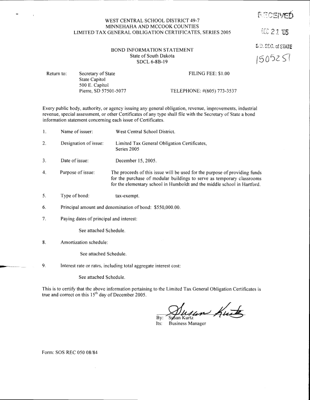 RECEIVED
DEC 21 '05
S.D. SEC. of STATE
1505251
WEST CENTRAL SCHOOL DISTRICT 49-7
MINNEHAHA AND MCCOOK COUNTIES
LIMITED TAX GENERAL OBLIGATION CERTIFICATES, SERIES 2005
BOND INFORMATION STATEMENT
State of South Dakota
SDCL 6-8B-19
Return to: Secretary of State FILING FEE: $1.00
State Capitol
500 E. Capitol
Pierre, SD 57501-5077 TELEPHONE: #(605) 773-3537
Every public body, authority, or agency issuing any general obligation, revenue, improvements, industrial
revenue, special assessment, or other Certificates of any type shall file with the Secretary of State a bond
information statement concerning each issue of Certificates.
1. Name of issuer: West Central School District.
2. Designation of issue: Limited Tax General Obligation Certificates,
Series 2005
3. Date of issue: December 15, 2005.
4. Purpose of issue: The proceeds of this issue will be used for the purpose of providing funds
for the purchase of modular buildings to serve as temporary classrooms
for the elementary school in Humboldt and the middle school in Hartford.
5. Type of bond: tax-exempt.
6. Principal amount and denomination of bond: $550,000.00.
7. Paying dates of principal and interest:
See attached Schedule.
8. Amortization schedule:
See attached Schedule.
9. Interest rate or rates, including total aggregate interest cost:
See attached Schedule.
This is to certify that the above information pertaining to the Limited Tax General Obligation Certificates is
true and correct on this 15th day of December 2005.
Susan Kurtz
By: Susan Kurtz
Its: Business Manager
Form: SOS REC 050 08/84